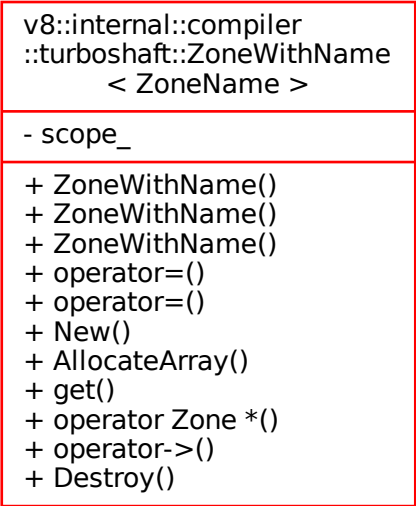 v8::internal::compiler
::turboshaft::ZoneWithName
< ZoneName >
- scope_
+ ZoneWithName()
+ ZoneWithName()
+ ZoneWithName()
+ operator=()
+ operator=()
+ New()
+ AllocateArray()
+ get()
+ operator Zone *()
+ operator->()
+ Destroy()